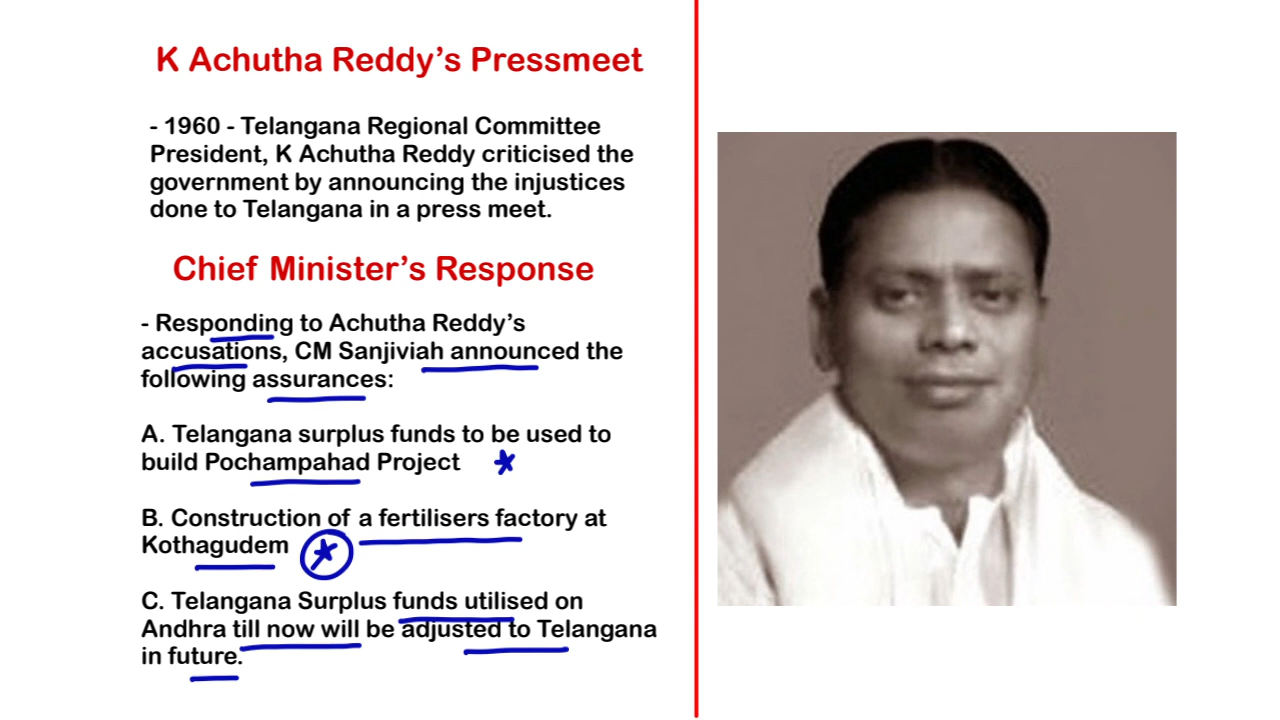 K Achutha Reddy's Pressmeet
- 1960 - Telangana Regional Committee
President, K Achutha Reddy criticised the
government by announcing the injustices
done to Telangana in a press meet.
Chief Minister's Response
- Responding to Achutha Reddy's
accusations, CM Sanjiviah announced the
following assurances:
A. Telangana surplus funds to be used to
build Pochampahad Project
B. Construction of a fertilisers factory at
Kothagudem
C. Telangana Surplus funds utilised on
Andhra till now will be adjusted to Telangana
in future.